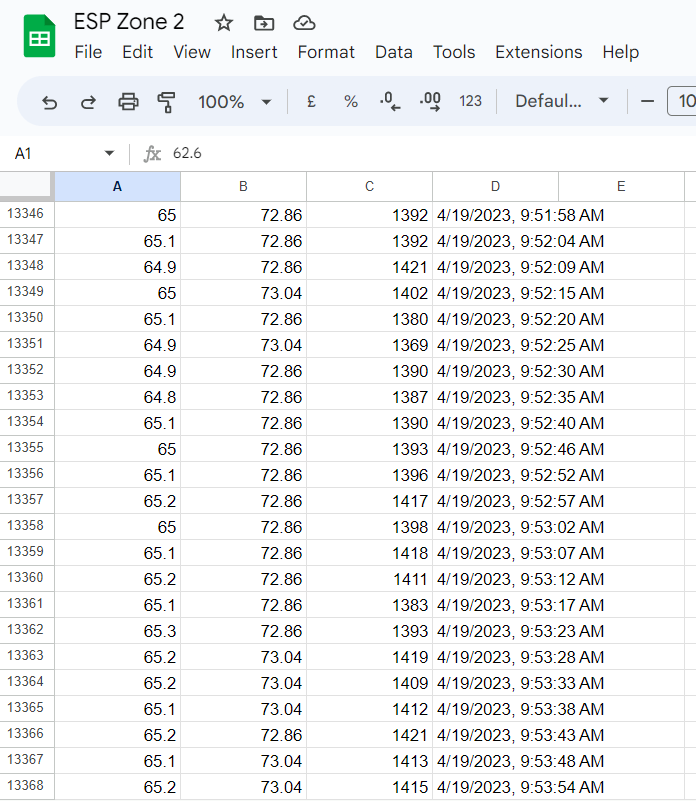 ESP Zone 2
File Edit View Insert Format Data Tools Extensions Help
100% £ % .0 .00 123 Defaul... 10
A1 fx 62.6
A B C D E
13346 65 72.86 1392 4/19/2023, 9:51:58 AM
13347 65.1 72.86 1392 4/19/2023, 9:52:04 AM
13348 64.9 72.86 1421 4/19/2023, 9:52:09 AM
13349 65 73.04 1402 4/19/2023, 9:52:15 AM
13350 65.1 72.86 1380 4/19/2023, 9:52:20 AM
13351 64.9 73.04 1369 4/19/2023, 9:52:25 AM
13352 64.9 72.86 1390 4/19/2023, 9:52:30 AM
13353 64.8 72.86 1387 4/19/2023, 9:52:35 AM
13354 65.1 72.86 1390 4/19/2023, 9:52:40 AM
13355 65 72.86 1393 4/19/2023, 9:52:46 AM
13356 65.1 72.86 1396 4/19/2023, 9:52:52 AM
13357 65.2 72.86 1417 4/19/2023, 9:52:57 AM
13358 65 72.86 1398 4/19/2023, 9:53:02 AM
13359 65.1 72.86 1418 4/19/2023, 9:53:07 AM
13360 65.2 72.86 1411 4/19/2023, 9:53:12 AM
13361 65.1 72.86 1383 4/19/2023, 9:53:17 AM
13362 65.3 72.86 1393 4/19/2023, 9:53:23 AM
13363 65.2 73.04 1419 4/19/2023, 9:53:28 AM
13364 65.2 73.04 1409 4/19/2023, 9:53:33 AM
13365 65.1 73.04 1412 4/19/2023, 9:53:38 AM
13366 65.2 72.86 1421 4/19/2023, 9:53:43 AM
13367 65.1 73.04 1413 4/19/2023, 9:53:48 AM
13368 65.2 73.04 1415 4/19/2023, 9:53:54 AM